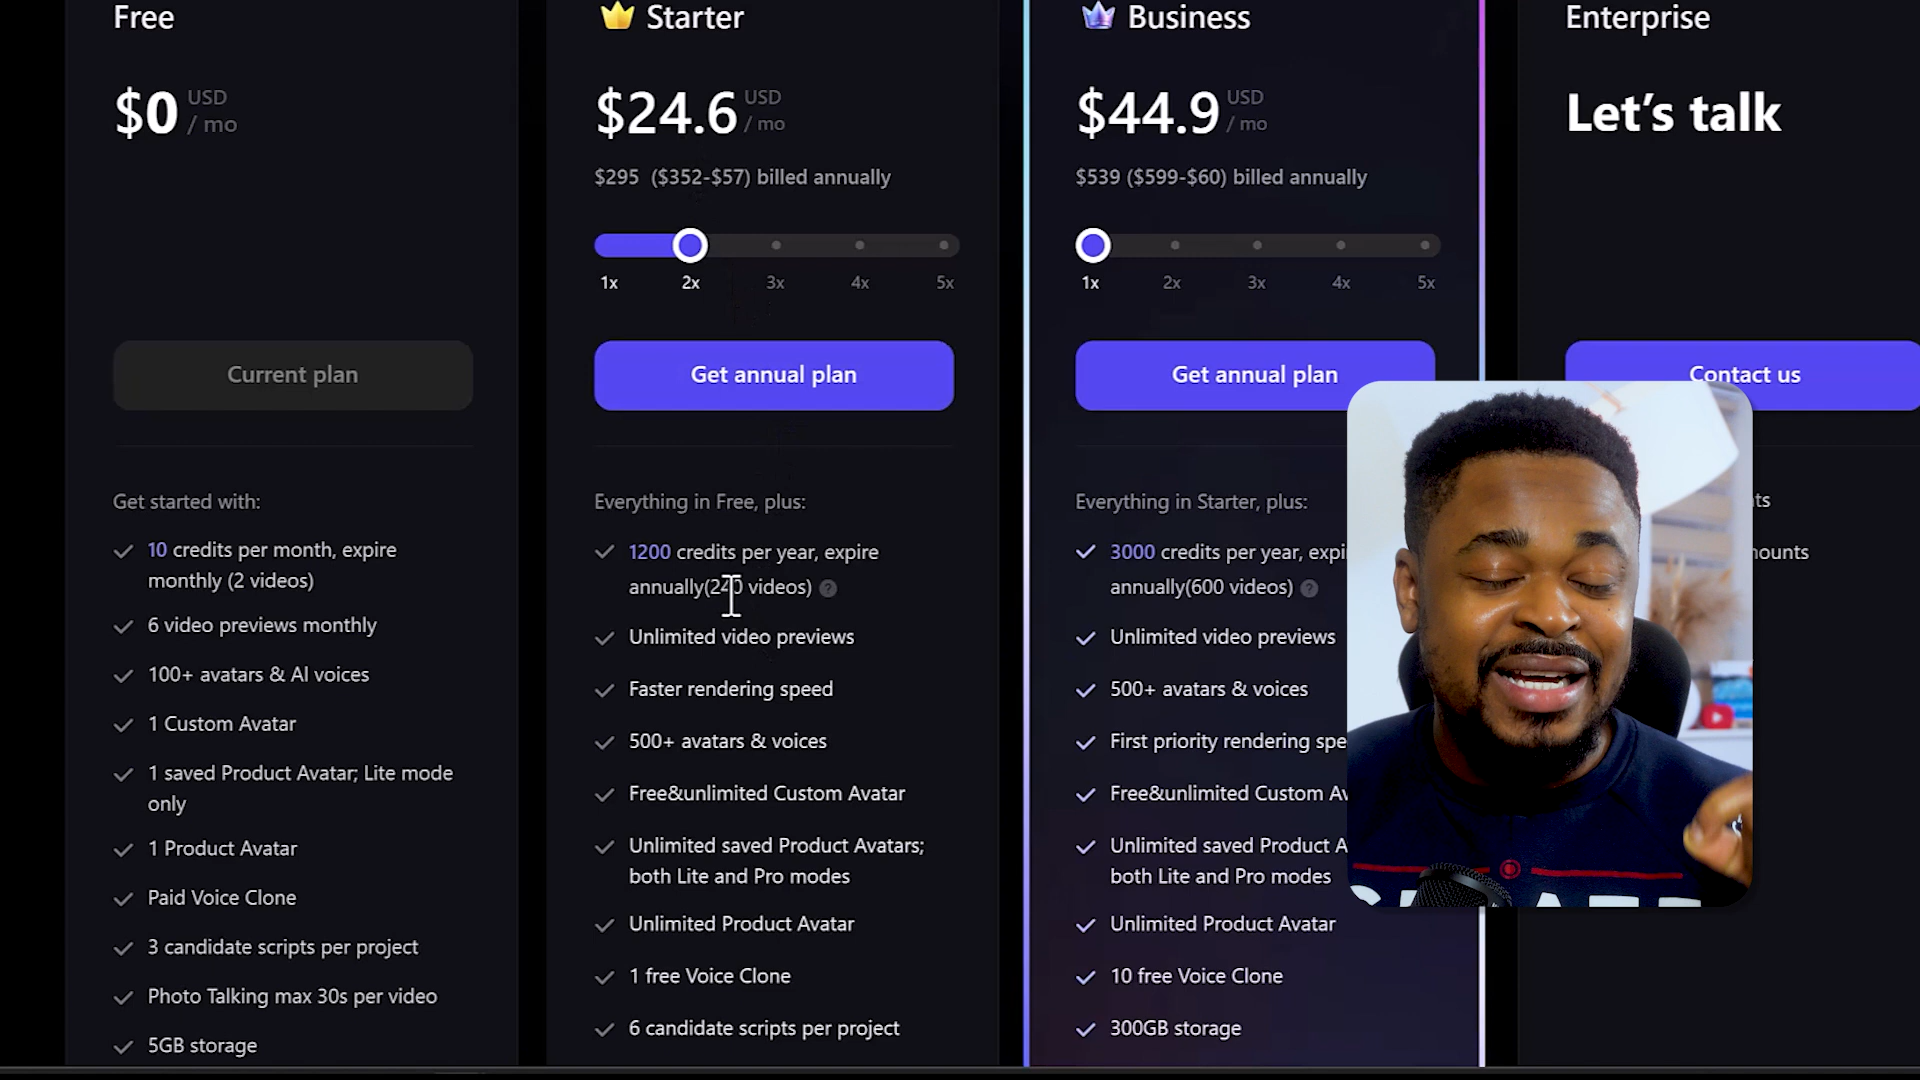 Free
$0 USD
/ mo
Current plan
Get started with:
10 credits per month, expire
monthly (2 videos)
6 video previews monthly
100+ avatars & AI voices
1 Custom Avatar
1 saved Product Avatar; Lite mode
only
1 Product Avatar
Paid Voice Clone
3 candidate scripts per project
Photo Talking max 30s per video
5GB storage
Starter
$24.6 USD
/ mo
$295 ($352-$57) billed annually
1x 2x 3x 4x 5x
Get annual plan
Everything in Free, plus:
1200 credits per year, expire
annually(240 videos) ?
Unlimited video previews
Faster rendering speed
500+ avatars & voices
Free&unlimited Custom Avatar
Unlimited saved Product Avatars;
both Lite and Pro modes
Unlimited Product Avatar
1 free Voice Clone
6 candidate scripts per project
Business
$44.9 USD
/ mo
$539 ($599-$60) billed annually
1x 2x 3x 4x 5x
Get annual plan
Everything in Starter, plus:
3000 credits per year,
annually(600 videos) ?
Unlimited video previews
500+ avatars & voices
First priority rendering
Free&unlimited Custom
Unlimited saved Product
both Lite and Pro modes
Unlimited Product Avatar
10 free Voice Clone
300GB storage
Enterprise
Let’s talk
Contact us